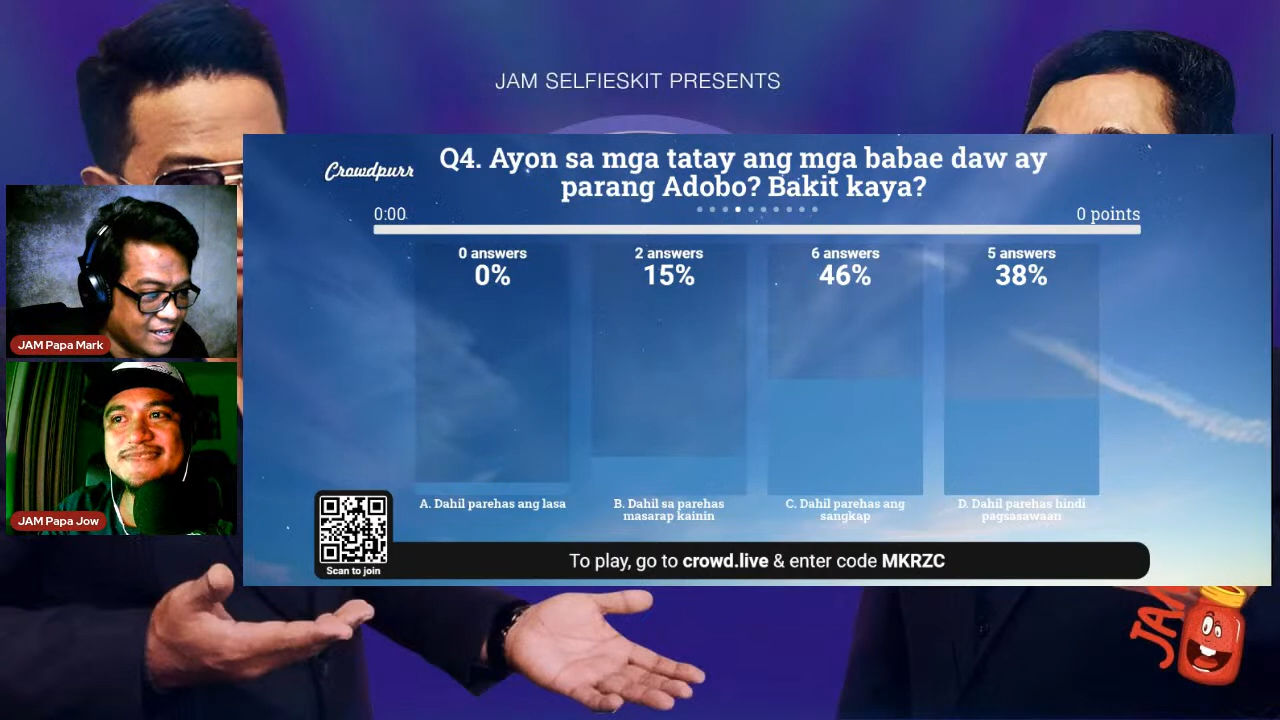 JAM SELFIESKIT PRESENTS
Crowdpurr
Q4. Ayon sa mga tatay ang mga babae daw ay
parang Adobo? Bakit kaya?
0:00
0 points
0 answers
0%
2 answers
15%
6 answers
46%
5 answers
38%
A. Dahil parehas ang lasa
B. Dahil sa parehas
masarap kainin
C. Dahil parehas ang
sangkap
D. Dahil parehas hindi
pagsasawaan
JAM Papa Mark
JAM Papa Jow
Scan to join
To play, go to crowd.live & enter code MKRZC
JAM